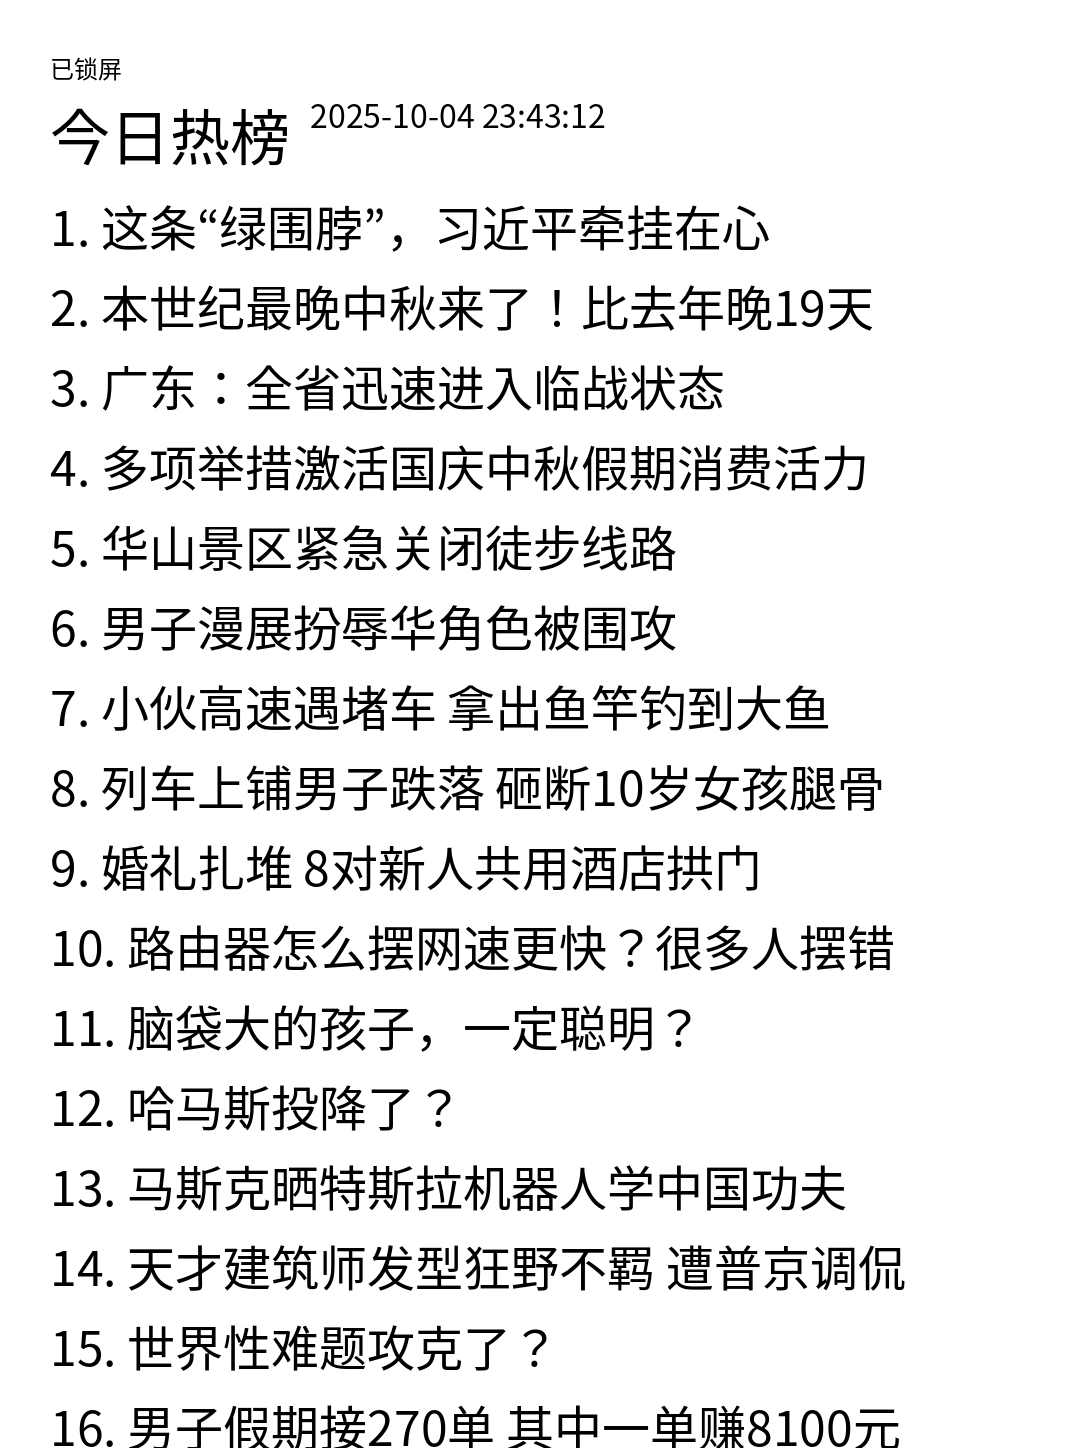 已锁屏
今日热榜 2025-10-04 23:43:12
1. 这条“绿围脖”，习近平牵挂在心
2. 本世纪最晚中秋来了！比去年晚19天
3. 广东：全省迅速进入临战状态
4. 多项举措激活国庆中秋假期消费活力
5. 华山景区紧急关闭徒步线路
6. 男子漫展扮辱华角色被围攻
7. 小伙高速遇堵车 拿出鱼竿钓到大鱼
8. 列车上铺男子跌落 砸断10岁女孩腿骨
9. 婚礼扎堆 8对新人共用酒店拱门
10. 路由器怎么摆网速更快？很多人摆错
11. 脑袋大的孩子，一定聪明？
12. 哈马斯投降了？
13. 马斯克晒特斯拉机器人学中国功夫
14. 天才建筑师发型狂野不羁 遭普京调侃
15. 世界性难题攻克了？
16. 男子假期接270单 其中一单赚8100元